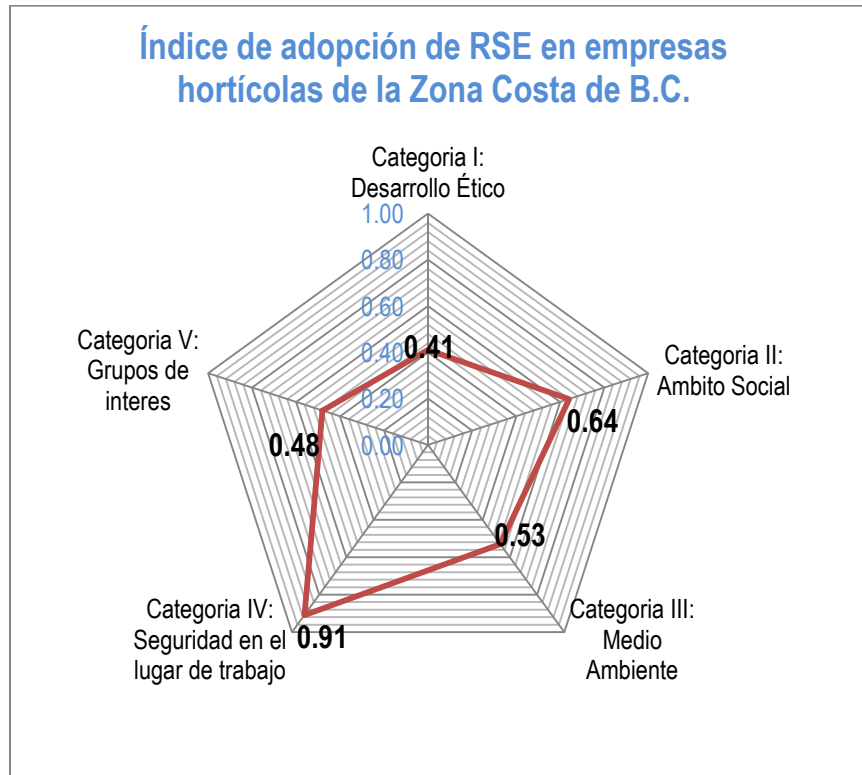 Índice de adopción de RSE en empresas
hortícolas de la Zona Costa de B.C.
Categoria I:
Desarrollo Ético
1.00
0.80
0.60
0.40
0.20
0.00
0.41
Categoria II:
Ambito Social
0.64
0.53
Categoria III:
Medio
Ambiente
Categoria IV:
Seguridad en el
lugar de trabajo
0.91
Categoria V:
Grupos de
interes
0.48